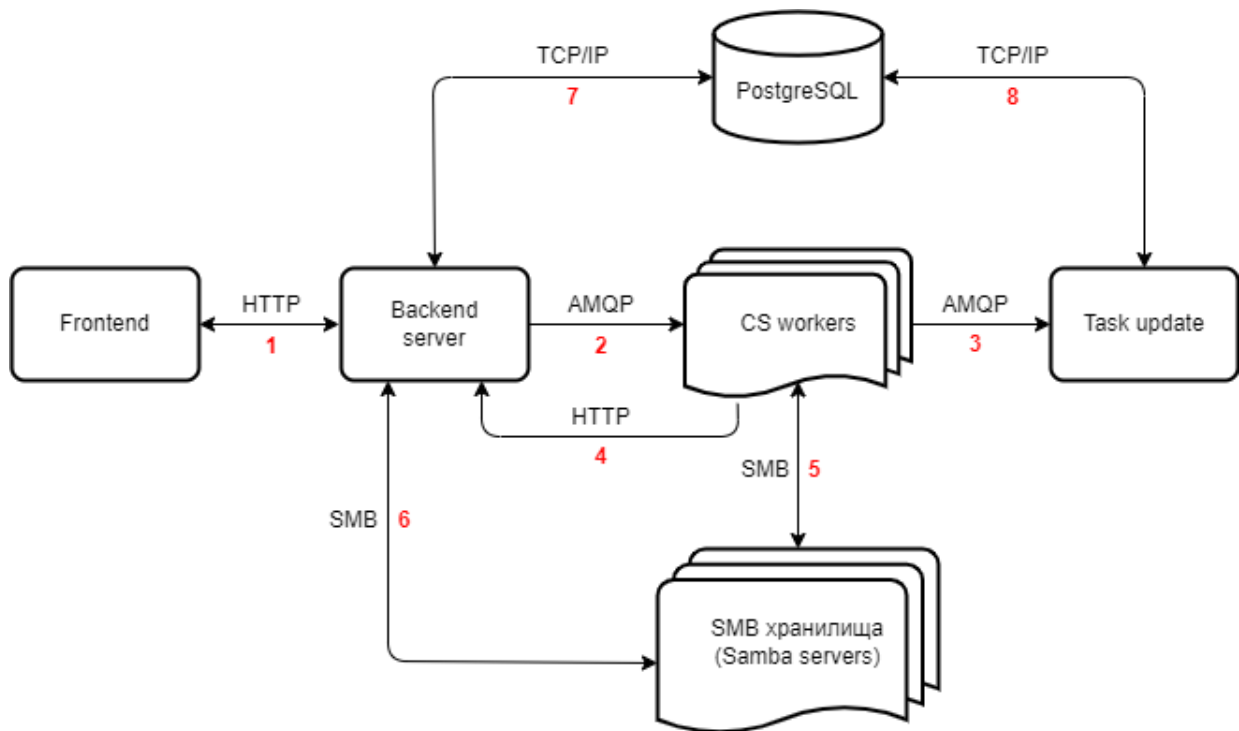 TCP/IP
7
PostgreSQL
TCP/IP
8
Frontend
HTTP
1
Backend
server
AMQP
2
CS workers
AMQP
3
Task update
HTTP
4
SMB
5
SMB
6
SMB хранилища
(Samba servers)